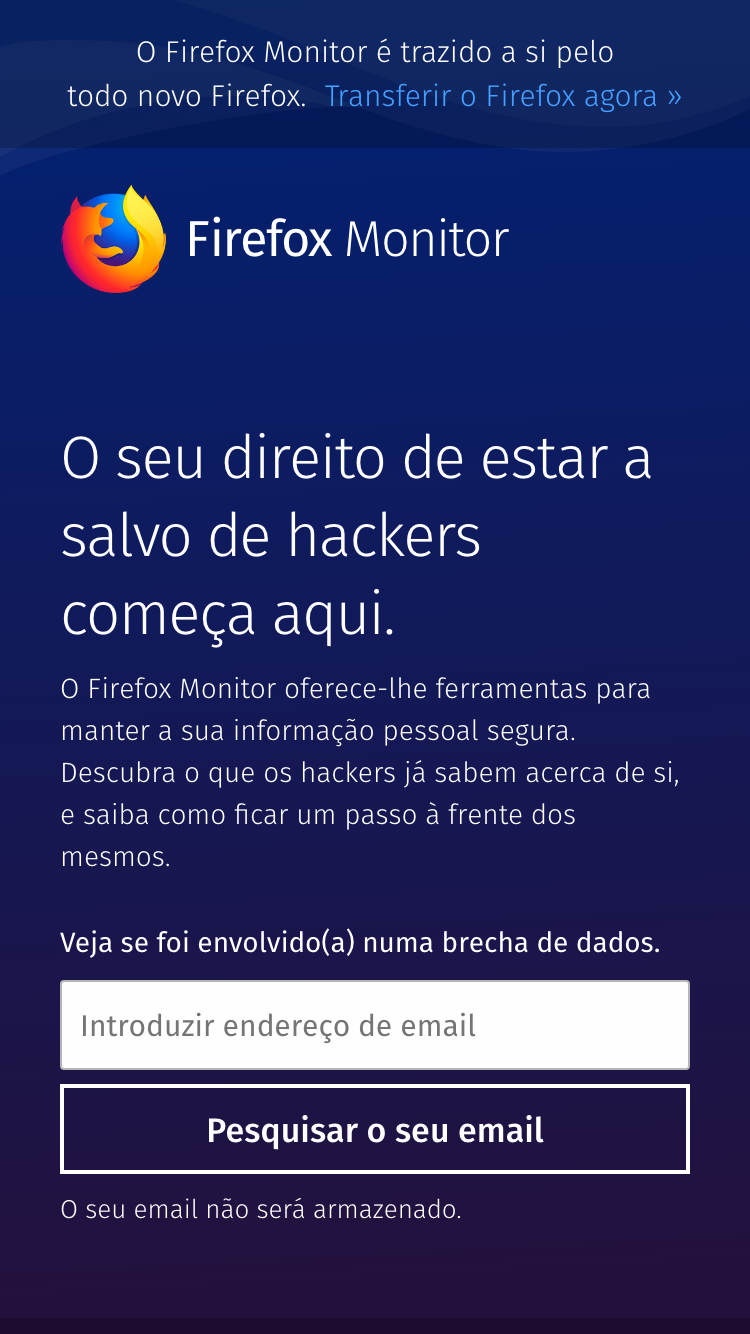 O Firefox Monitor é trazido a si pelo
todo novo Firefox. Transferir o Firefox agora »
Firefox Monitor
O seu direito de estar a
salvo de hackers
começa aqui.
O Firefox Monitor oferece-lhe ferramentas para
manter a sua informação pessoal segura.
Descubra o que os hackers já sabem acerca de si,
e saiba como ficar um passo à frente dos
mesmos.
Veja se foi envolvido(a) numa brecha de dados.
Introduzir endereço de email
Pesquisar o seu email
O seu email não será armazenado.